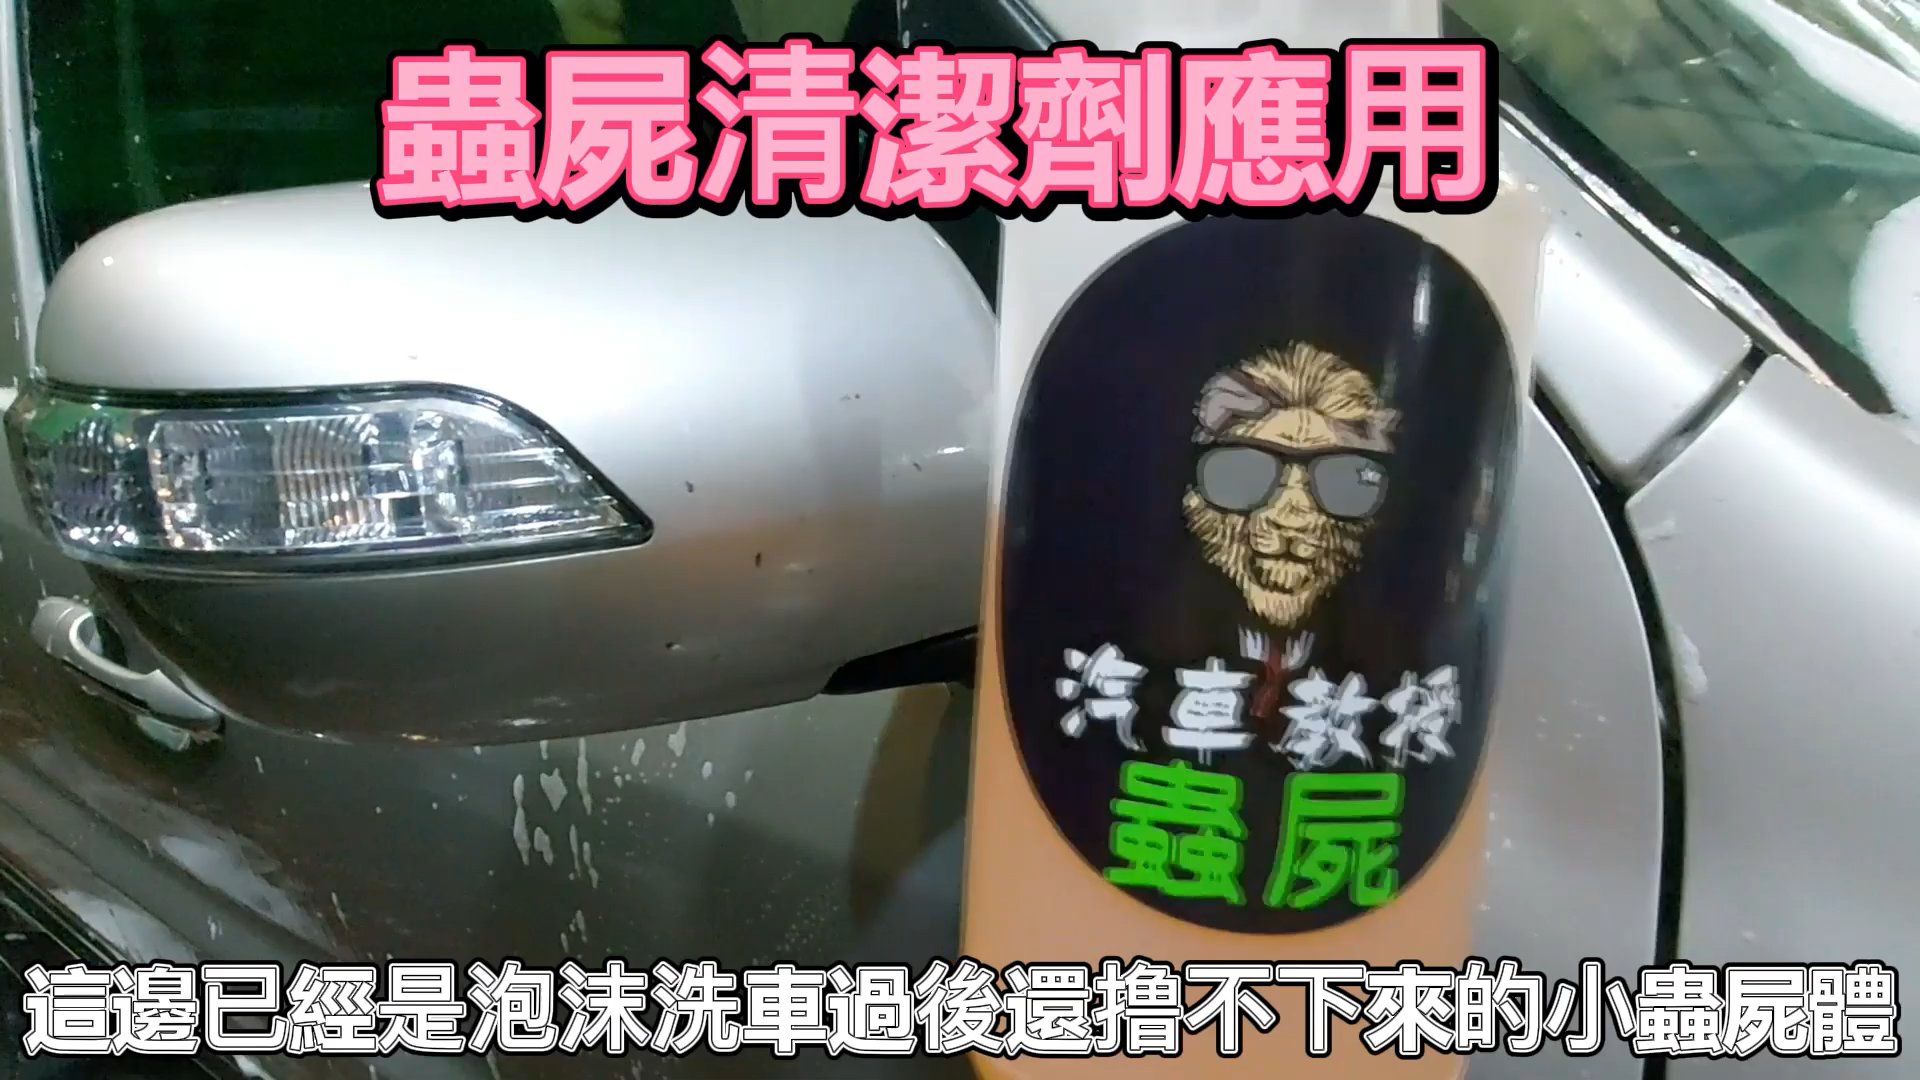 蟲屍清潔劑應用
汽車教授
蟲屍
這邊已經是泡沫洗車過後還擼不下來的小蟲屍體